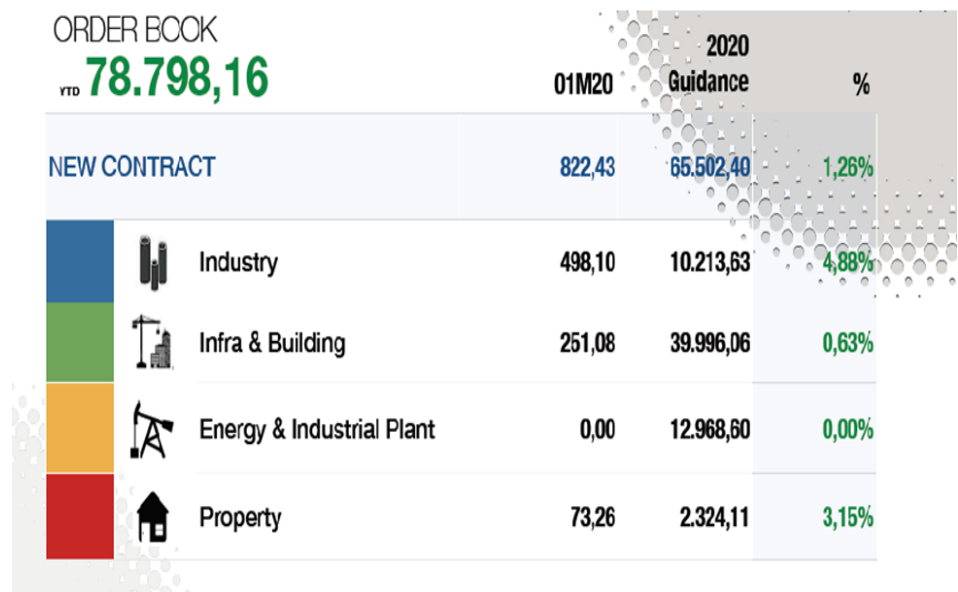 ORDER BOOK
YTD 78.798,16
01M20 2020 Guidance %
NEW CONTRACT 822,43 65.502,40 1,26%
Industry 498,10 10.213,63 4,88%
Infra & Building 251,08 39.996,06 0,63%
Energy & Industrial Plant 0,00 12.968,60 0,00%
Property 73,26 2.324,11 3,15%